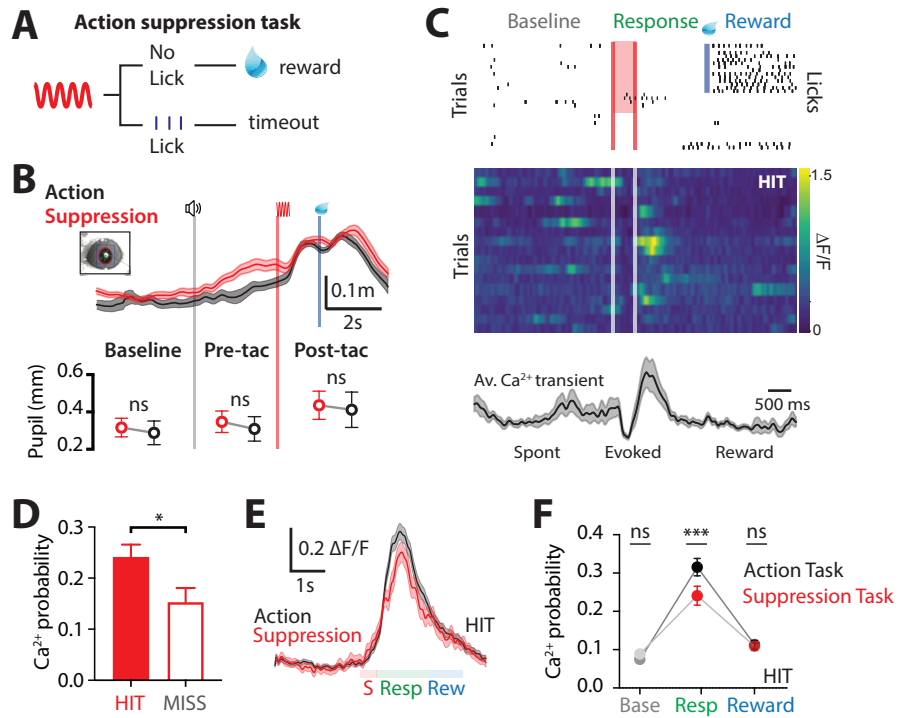 A
Action suppression task
No
Lick
reward
Lick
timeout
B
Action
Suppression
0.1m
2s
Baseline
Pre-tac
Post-tac
Pupil (mm)
0.6
0.4
0.2
ns
ns
ns
C
Baseline
Response
Reward
Trials
Licks
HIT
Trials
1.5
ΔF/F
0
Av. Ca²⁺ transient
500 ms
Spont
Evoked
Reward
D
Ca²⁺ probability
0.3
0.2
0.1
0.0
*
HIT
MISS
E
0.2 ΔF/F
1s
Action
Suppression
HIT
S
Resp
Rew
F
Ca²⁺ probability
0.4
0.3
0.2
0.1
0.0
ns
***
ns
Action Task
Suppression Task
HIT
Base
Resp
Reward